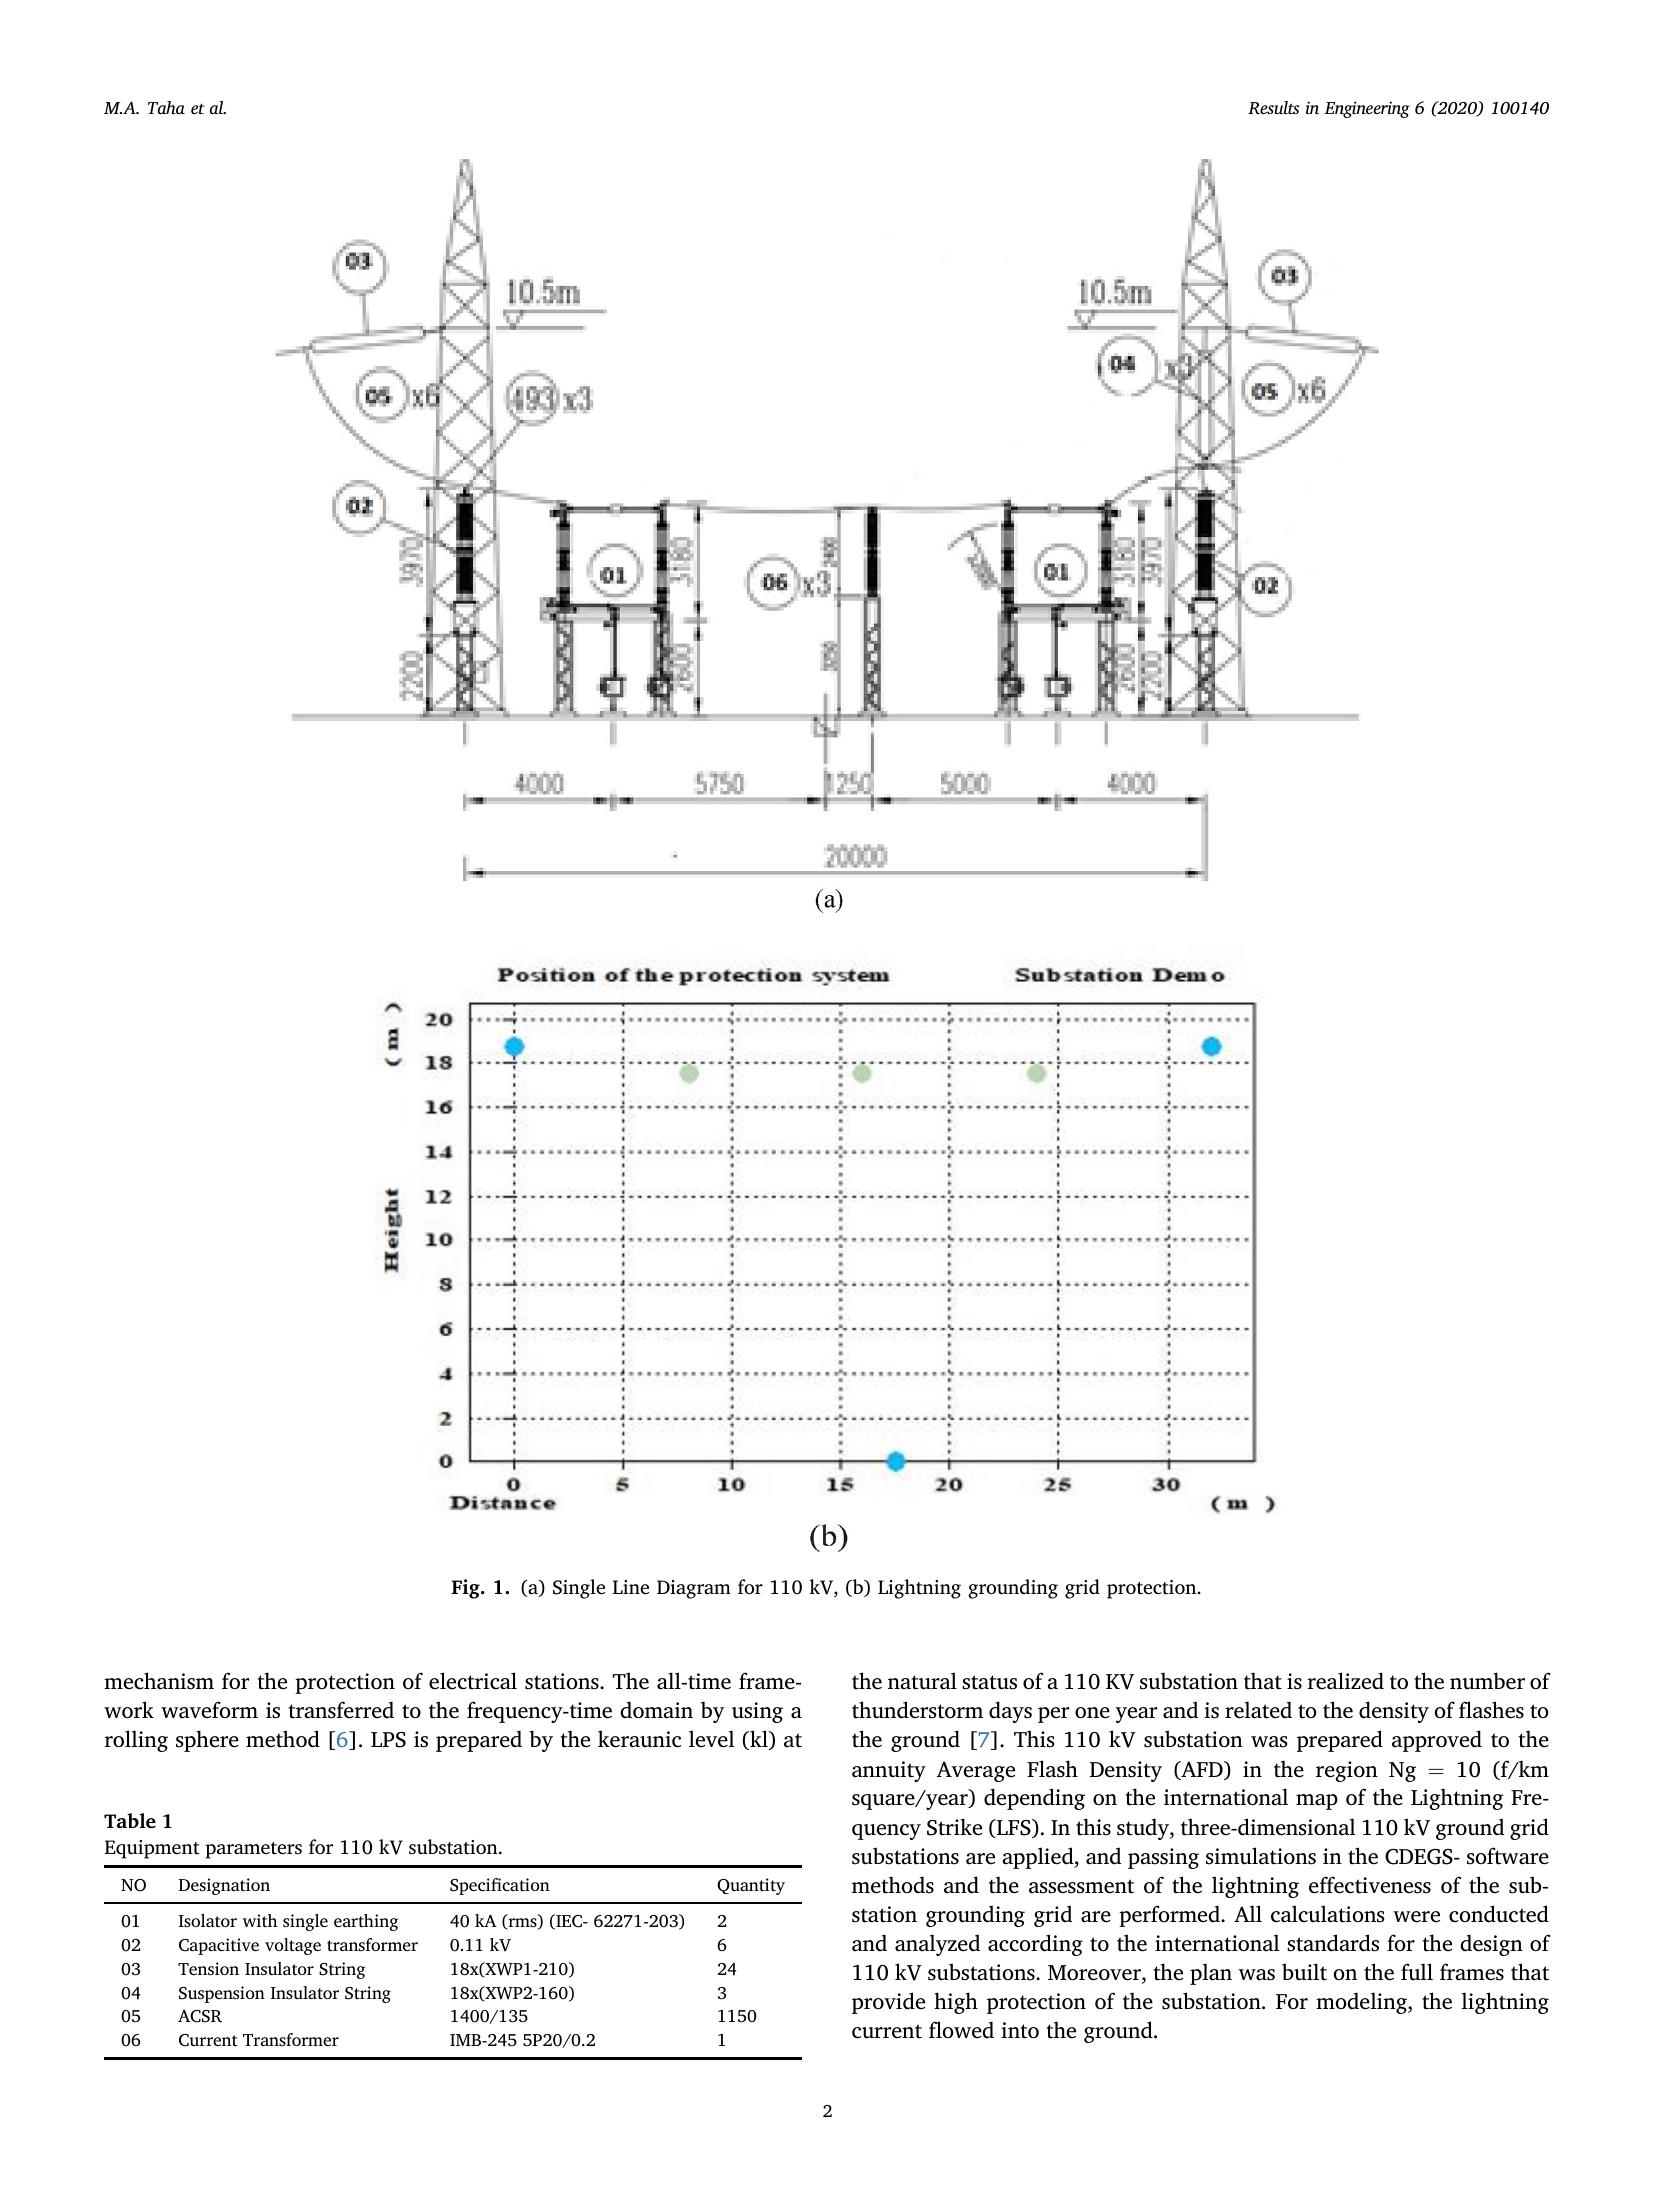 M.A. Taha et al.
Results in Engineering 6 (2020) 100140
03
03
10.5m
10.5m
04
x3
05 x6
493 x3
05 x6
02
01
06 x3
01
02
3970
3180
2400
3180
3970
2200
2600
2600
2200
4000
5750
1250
5000
4000
20000
(a)
Position of the protection system
Substation Demo
Height ( m )
20
18
16
14
12
10
8
6
4
2
0
0 5 10 15 20 25 30
Distance ( m )
(b)
Fig. 1. (a) Single Line Diagram for 110 kV, (b) Lightning grounding grid protection.
mechanism for the protection of electrical stations. The all-time frame-
work waveform is transferred to the frequency-time domain by using a
rolling sphere method [6]. LPS is prepared by the keraunic level (kl) at
Table 1
Equipment parameters for 110 kV substation.
NO Designation Specification Quantity
01 Isolator with single earthing 40 kA (rms) (IEC- 62271-203) 2
02 Capacitive voltage transformer 0.11 kV 6
03 Tension Insulator String 18x(XWP1-210) 24
04 Suspension Insulator String 18x(XWP2-160) 3
05 ACSR 1400/135 1150
06 Current Transformer IMB-245 5P20/0.2 1
the natural status of a 110 KV substation that is realized to the number of
thunderstorm days per one year and is related to the density of flashes to
the ground [7]. This 110 kV substation was prepared approved to the
annuity Average Flash Density (AFD) in the region Ng = 10 (f/km
square/year) depending on the international map of the Lightning Fre-
quency Strike (LFS). In this study, three-dimensional 110 kV ground grid
substations are applied, and passing simulations in the CDEGS- software
methods and the assessment of the lightning effectiveness of the sub-
station grounding grid are performed. All calculations were conducted
and analyzed according to the international standards for the design of
110 kV substations. Moreover, the plan was built on the full frames that
provide high protection of the substation. For modeling, the lightning
current flowed into the ground.
2